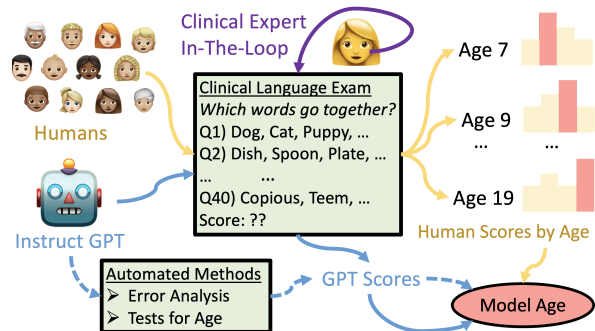 Clinical Expert
In-The-Loop
Humans
Clinical Language Exam
Which words go together?
Q1) Dog, Cat, Puppy, ...
Q2) Dish, Spoon, Plate, ...
... ...
Q40) Copious, Teem, ...
Score: ??
Age 7
Age 9
... ...
Age 19
Human Scores by Age
Instruct GPT
Automated Methods
➢ Error Analysis
➢ Tests for Age
GPT Scores
Model Age